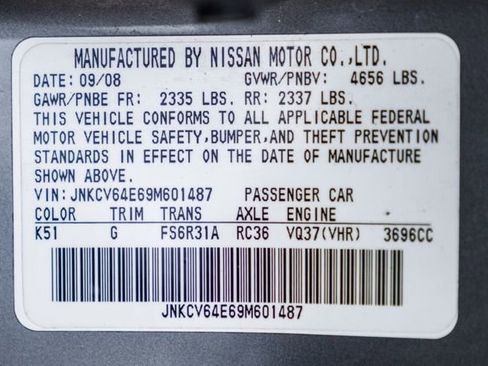 MANUFACTURED BY NISSAN MOTOR CO.,LTD.
DATE: 09/08 GVWR/PNBV: 4656 LBS.
GAWR/PNBE FR: 2335 LBS. RR: 2337 LBS.
THIS VEHICLE CONFORMS TO ALL APPLICABLE FEDERAL
MOTOR VEHICLE SAFETY,BUMPER,AND THEFT PREVENTION
STANDARDS IN EFFECT ON THE DATE OF MANUFACTURE
SHOWN ABOVE.
VIN: JNKCV64E69M601487 PASSENGER CAR
COLOR TRIM TRANS AXLE ENGINE
K51 G FS6R31A RC36 VQ37(VHR) 3696CC
JNKCV64E69M601487